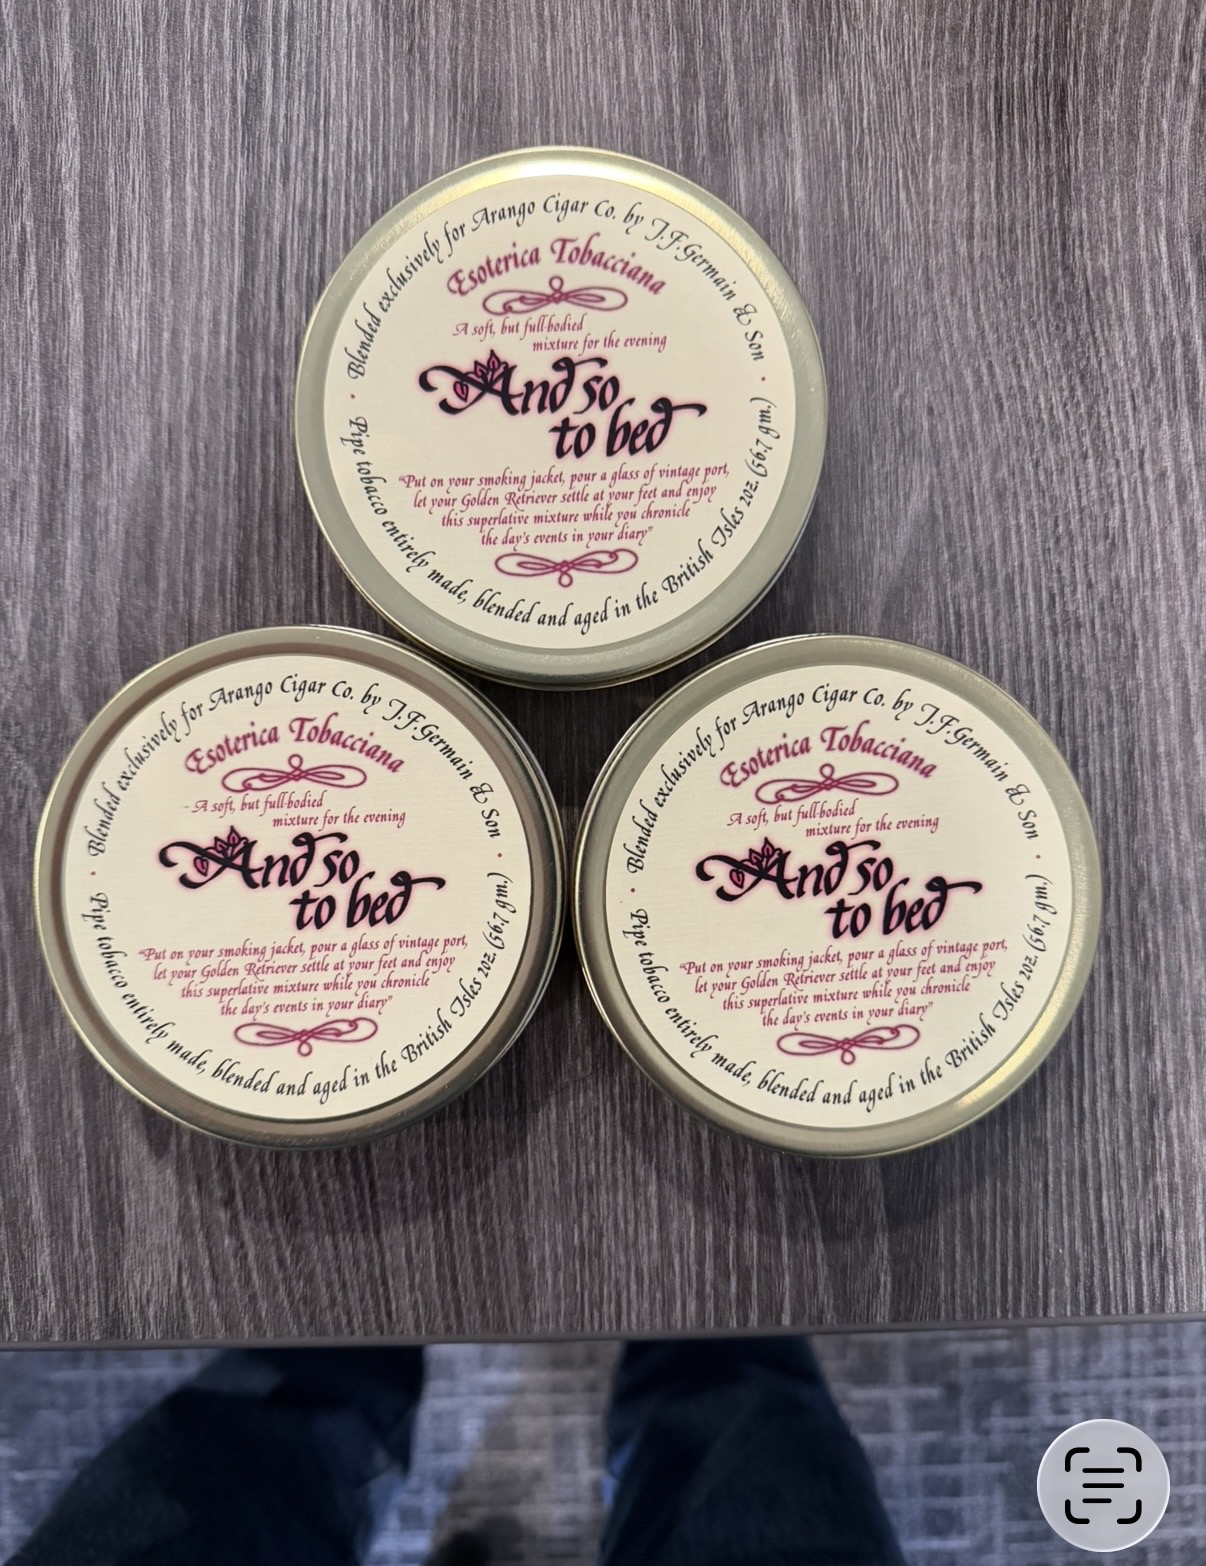 Blended exclusively for Arango Cigar Co. by J.F.Germain & Son
Esoterica Tobacciana
A soft, but full-bodied
mixture for the evening
And so
to bed
"Put on your smoking jacket, pour a glass of vintage port,
let your Golden Retriever settle at your feet and enjoy
this superlative mixture while you chronicle
the day's events in your diary"
Pipe tobacco entirely made, blended and aged in the British Isles 2oz. (56.7 gm.)
Blended exclusively for Arango Cigar Co. by J.F.Germain & Son
Esoterica Tobacciana
A soft, but full-bodied
mixture for the evening
And so
to bed
"Put on your smoking jacket, pour a glass of vintage port,
let your Golden Retriever settle at your feet and enjoy
this superlative mixture while you chronicle
the day's events in your diary"
Pipe tobacco entirely made, blended and aged in the British Isles 2oz. (56.7 gm.)
Blended exclusively for Arango Cigar Co. by J.F.Germain & Son
Esoterica Tobacciana
A soft, but full-bodied
mixture for the evening
And so
to bed
"Put on your smoking jacket, pour a glass of vintage port,
let your Golden Retriever settle at your feet and enjoy
this superlative mixture while you chronicle
the day's events in your diary"
Pipe tobacco entirely made, blended and aged in the British Isles 2oz. (56.7 gm.)